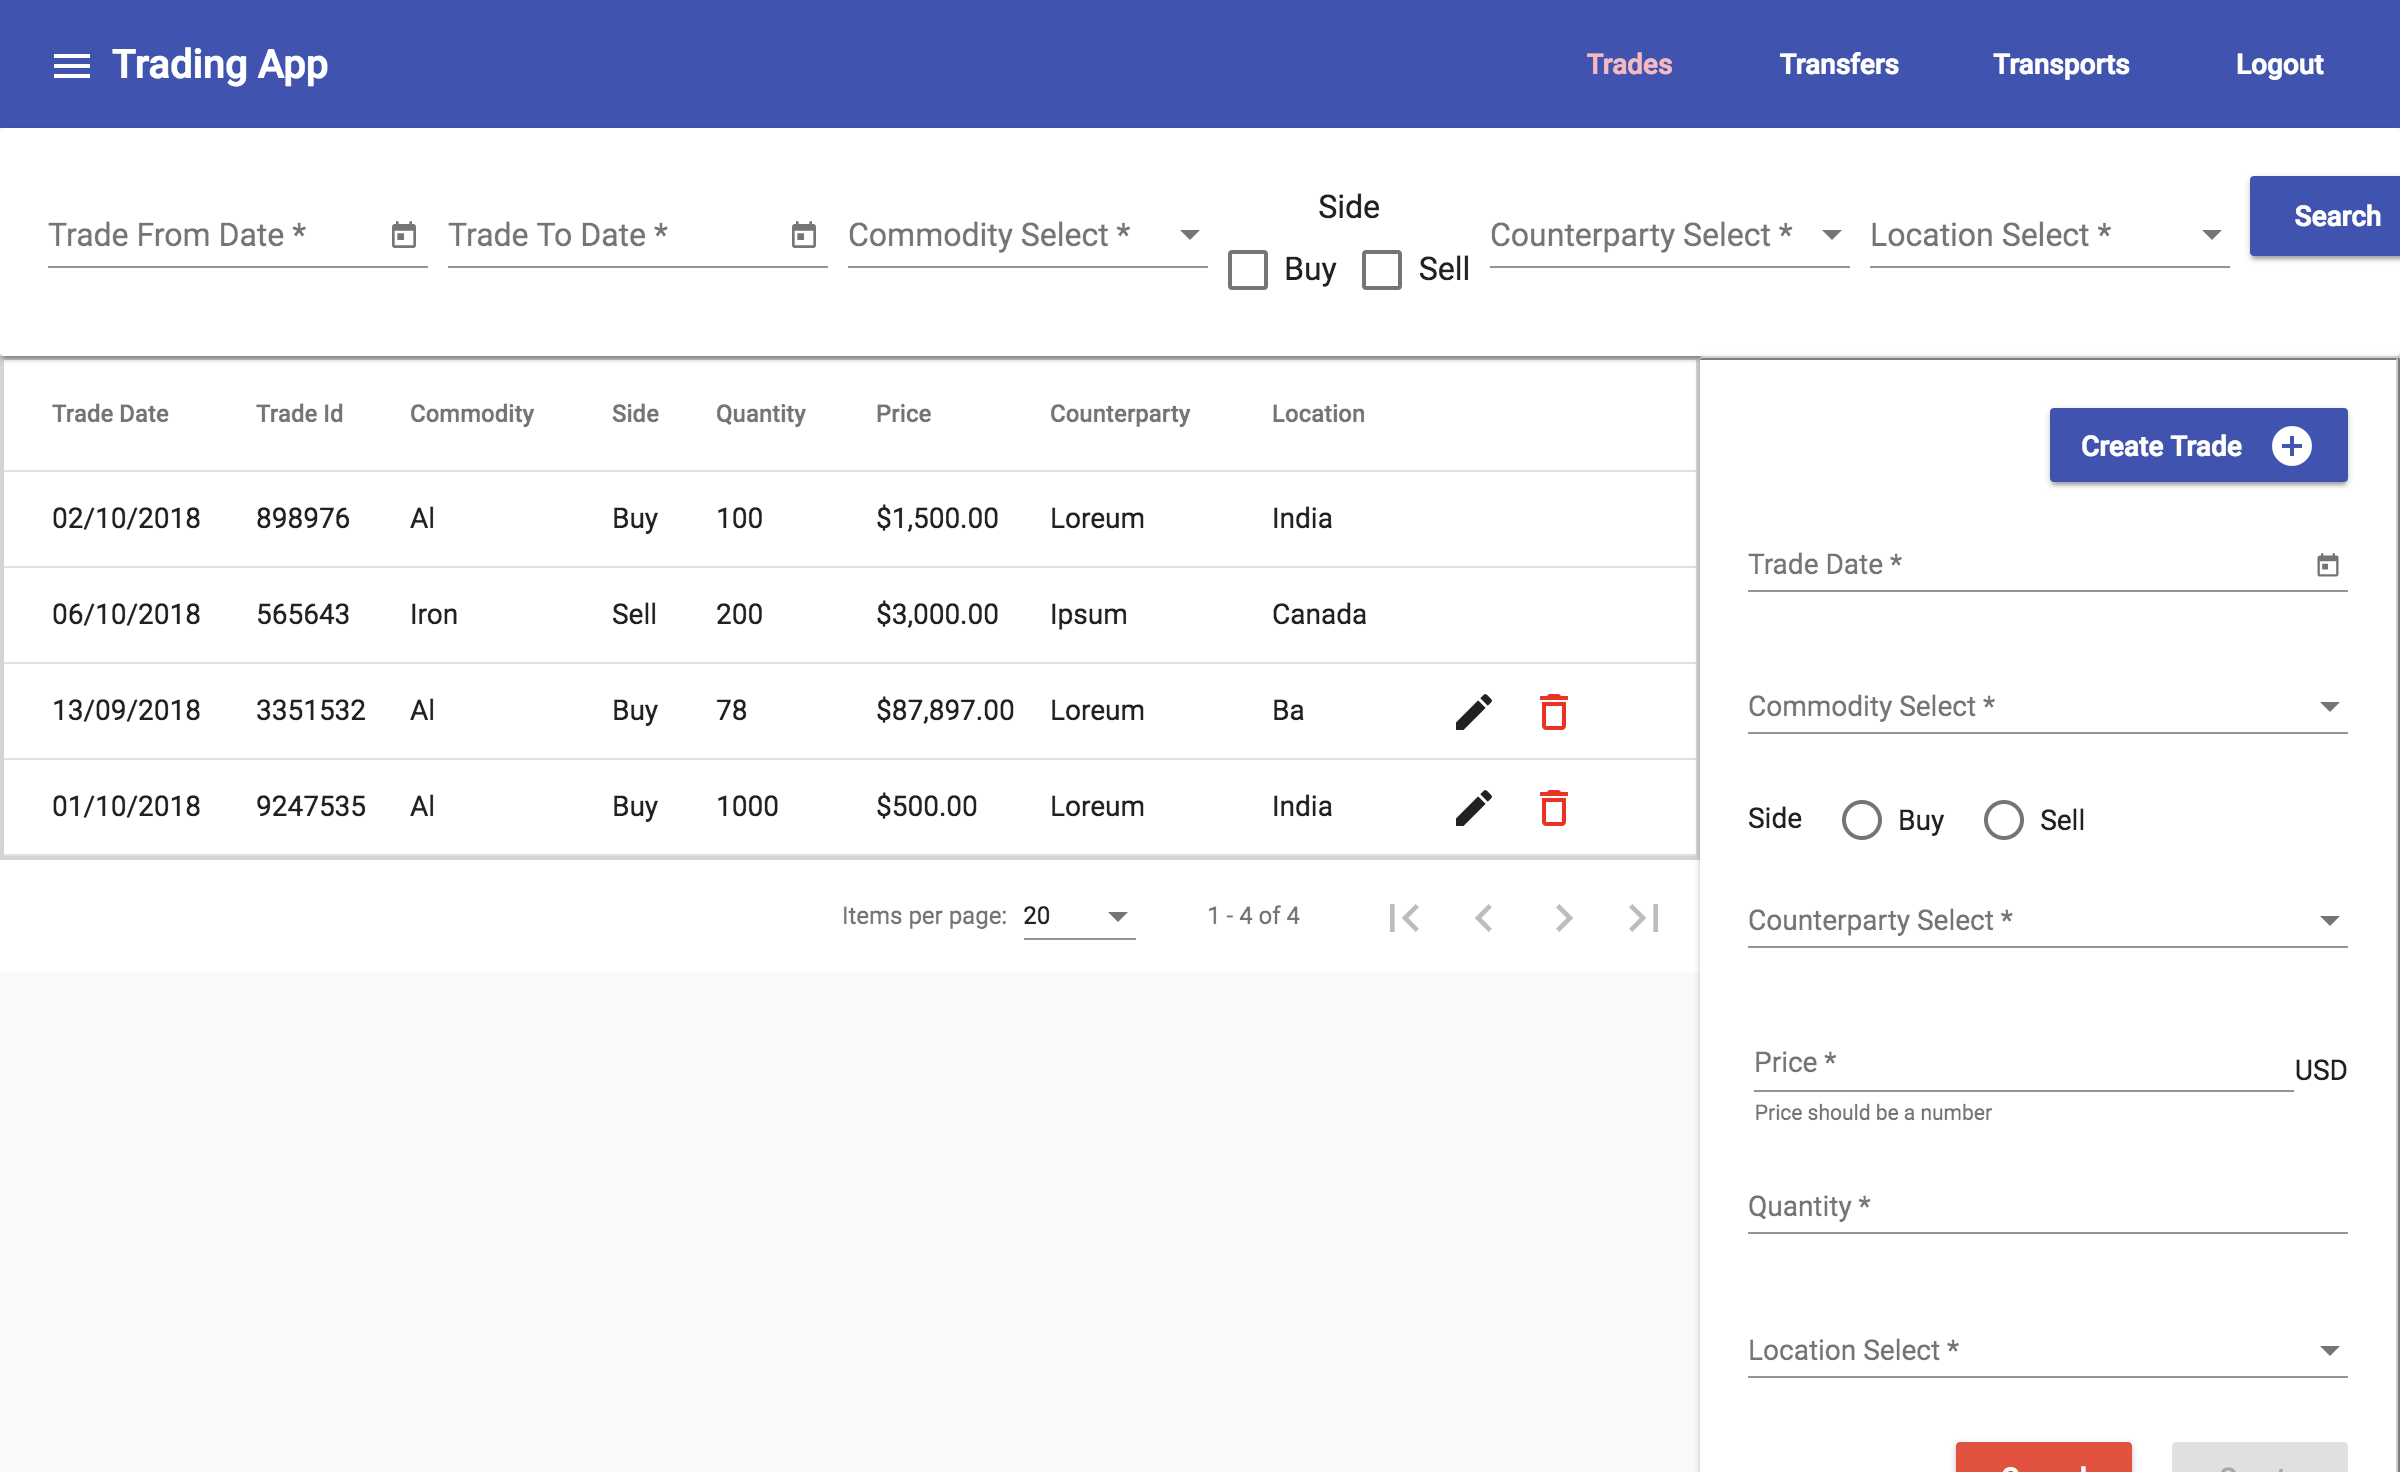 Trading App
Trades Transfers Transports Logout
Trade From Date * Trade To Date * Commodity Select * Side Buy Sell Counterparty Select * Location Select * Search
Trade Date Trade Id Commodity Side Quantity Price Counterparty Location
02/10/2018 898976 Al Buy 100 $1,500.00 Loreum India
06/10/2018 565643 Iron Sell 200 $3,000.00 Ipsum Canada
13/09/2018 3351532 Al Buy 78 $87,897.00 Loreum Ba
01/10/2018 9247535 Al Buy 1000 $500.00 Loreum India
Items per page: 20 1 - 4 of 4
Create Trade
Trade Date *
Commodity Select *
Side Buy Sell
Counterparty Select *
Price * USD
Price should be a number
Quantity *
Location Select *